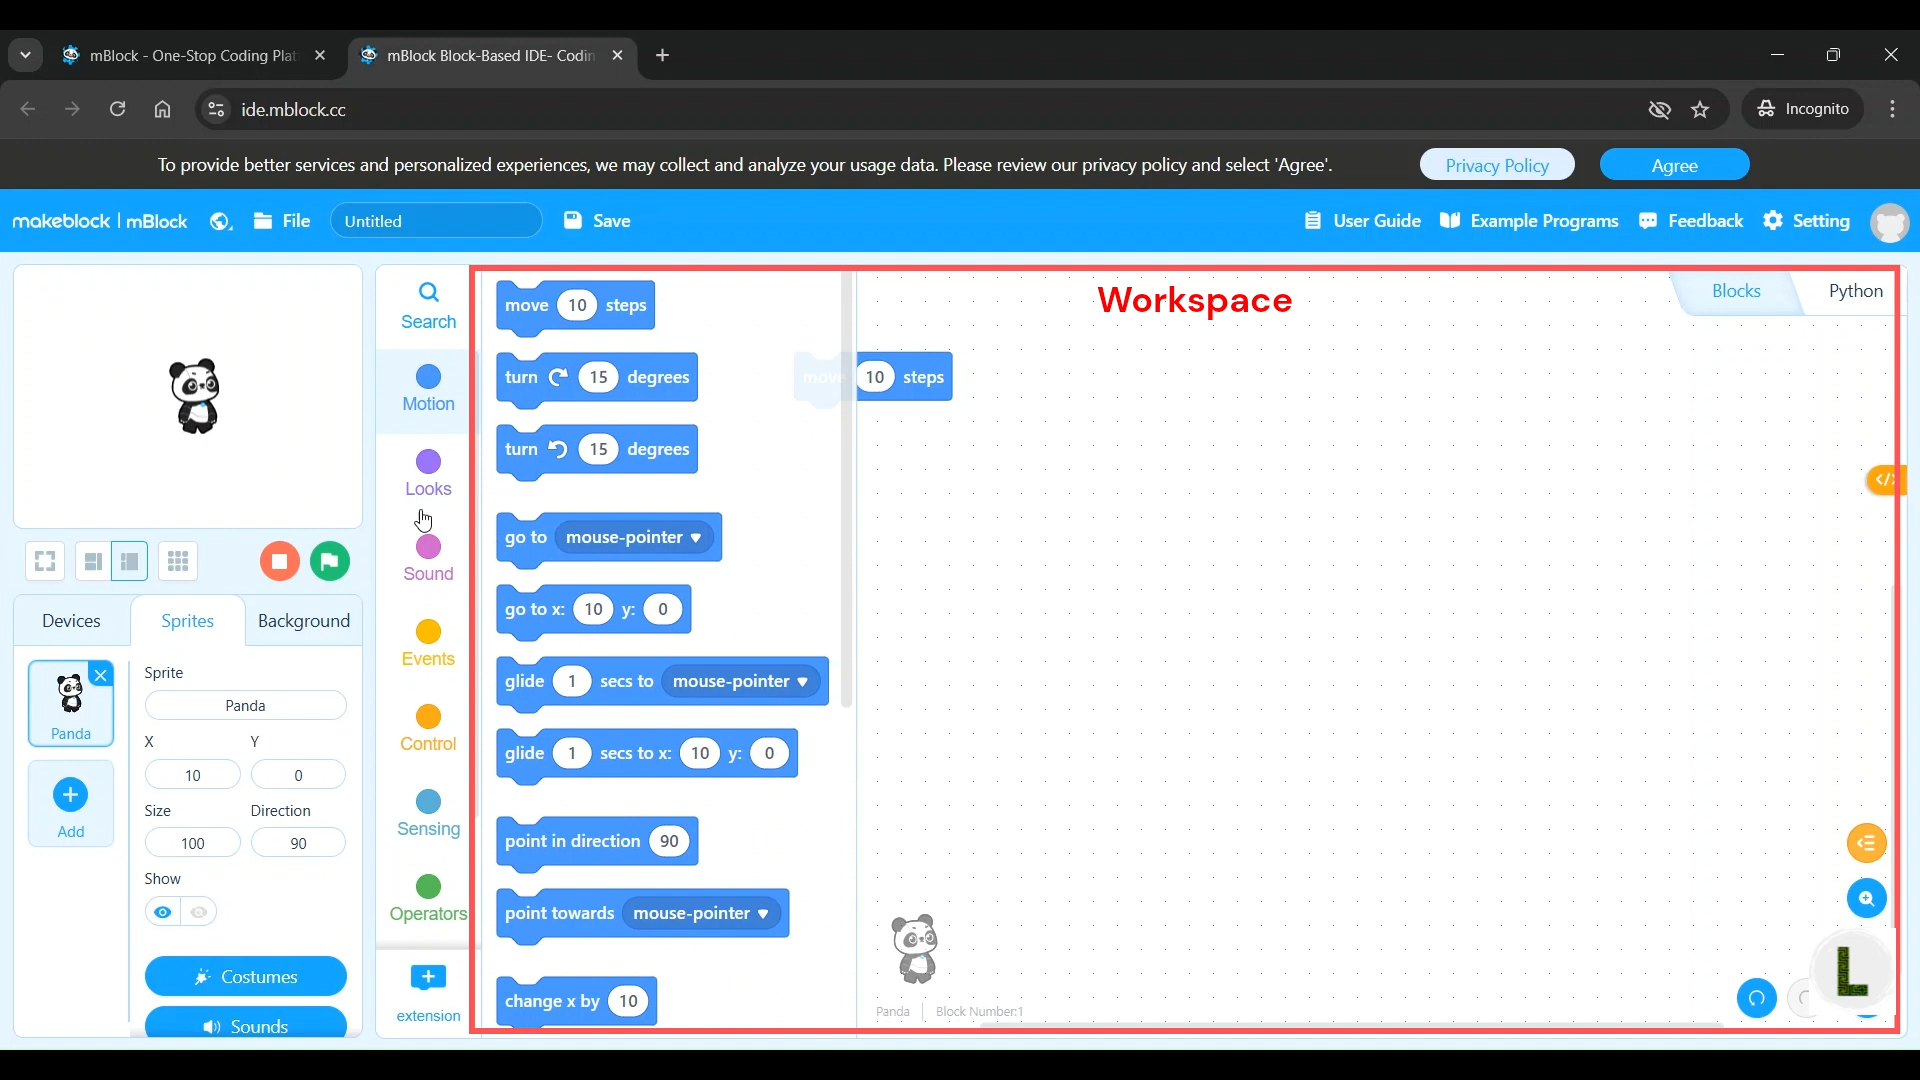 mBlock - One-Stop Coding Pla
mBlock Block-Based IDE- Codin
ide.mblock.cc
Incognito
To provide better services and personalized experiences, we may collect and analyze your usage data. Please review our privacy policy and select 'Agree'.
Privacy Policy
Agree
makeblock | mBlock
File
Untitled
Save
User Guide
Example Programs
Feedback
Setting
Search
Motion
Looks
Sound
Events
Control
Sensing
Operators
extension
move 10 steps
turn 15 degrees
turn 15 degrees
go to mouse-pointer
go to x: 10 y: 0
glide 1 secs to mouse-pointer
glide 1 secs to x: 10 y: 0
point in direction 90
point towards mouse-pointer
change x by 10
Workspace
Blocks
Python
move 10 steps
</>
Devices
Sprites
Background
Panda
Add
Sprite
Panda
X
Y
10
0
Size
Direction
100
90
Show
Costumes
Sounds
Panda
Block Number:1
L